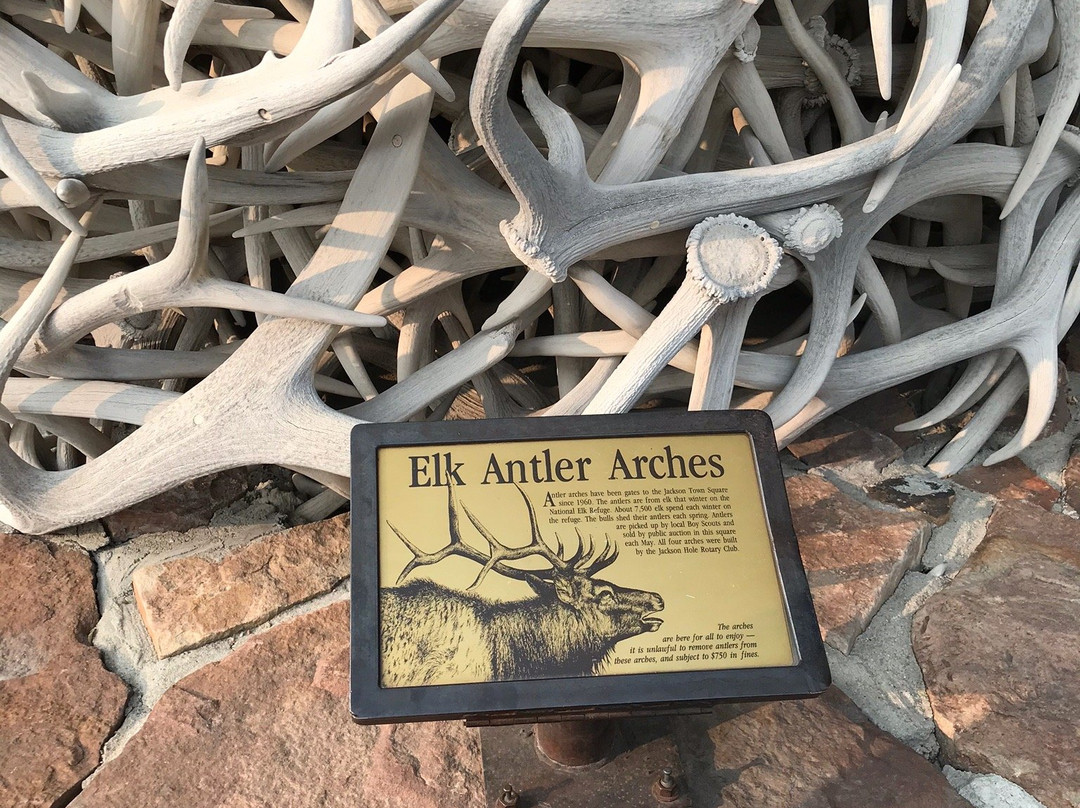 Elk Antler Arches
Antler arches have been gates to the Jackson Town Square
since 1960. The antlers are from elk that winter on the
National Elk Refuge. About 7,500 elk spend each winter on
the refuge. The bulls shed their antlers each spring. Antlers
are picked up by local Boy Scouts and
sold by public auction in this square
each May. All four arches were built
by the Jackson Hole Rotary Club.
The arches
are here for all to enjoy —
it is unlawful to remove antlers from
these arches, and subject to $750 in fines.